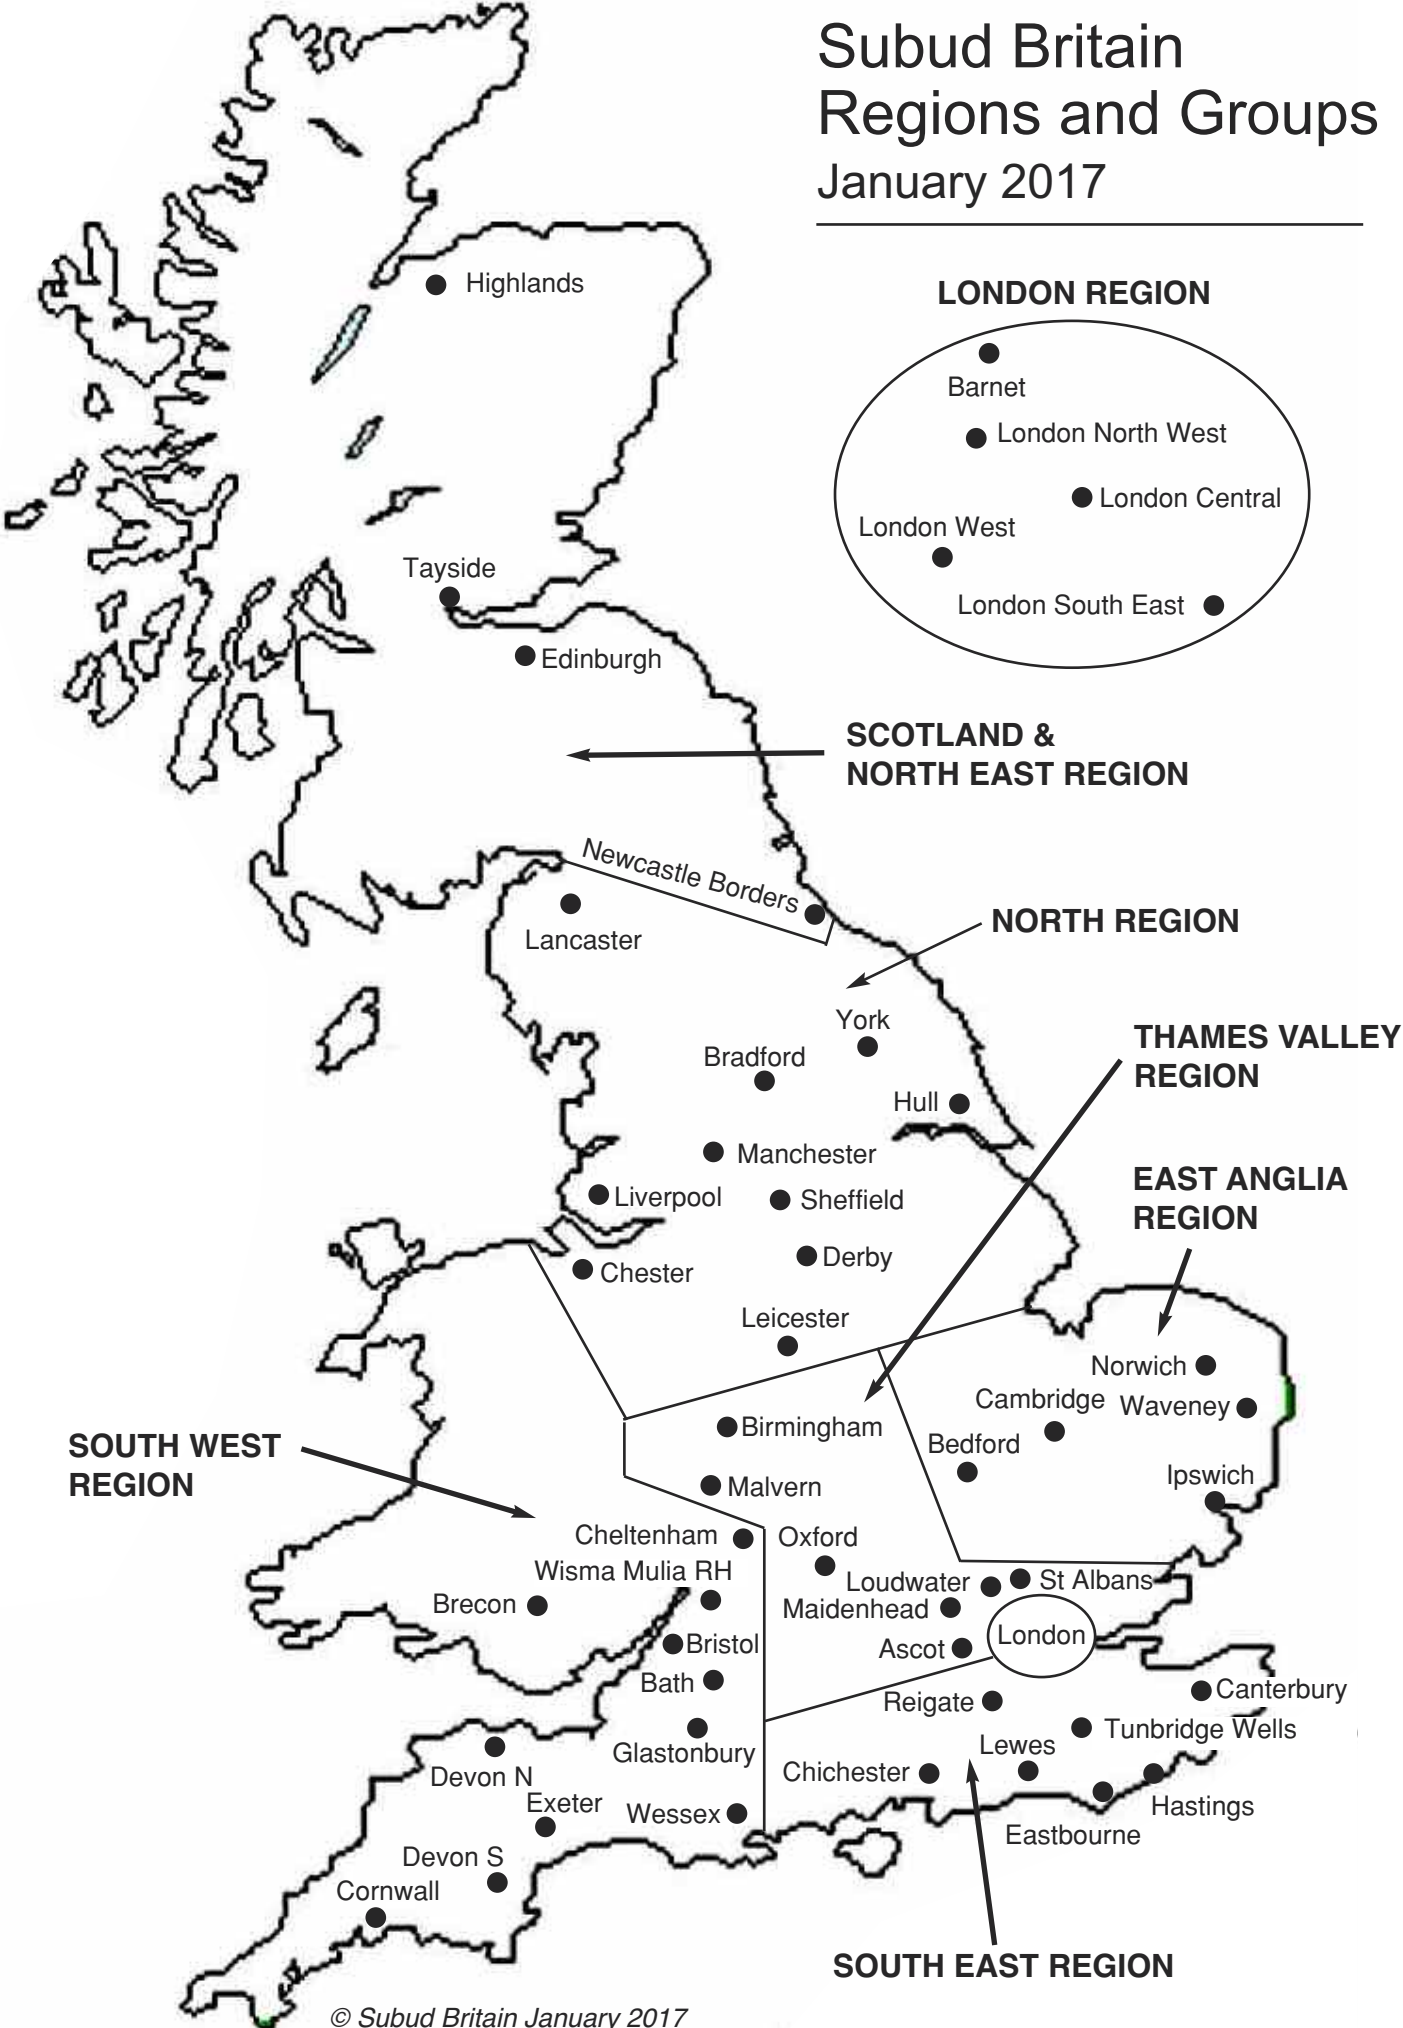 Subud Britain
Regions and Groups
January 2017
LONDON REGION
Barnet
London North West
London Central
London West
London South East
Highlands
Tayside
Edinburgh
SCOTLAND &
NORTH EAST REGION
Newcastle Borders
Lancaster
NORTH REGION
York
Bradford
Hull
Manchester
Liverpool
Sheffield
Derby
Chester
Leicester
THAMES VALLEY
REGION
EAST ANGLIA
REGION
Norwich
Cambridge
Waveney
Bedford
Ipswich
Birmingham
Malvern
SOUTH WEST
REGION
Cheltenham
Oxford
Wisma Mulia RH
Loudwater
St Albans
Brecon
Maidenhead
London
Bristol
Ascot
Bath
Reigate
Canterbury
Glastonbury
Tunbridge Wells
Lewes
Devon N
Chichester
Exeter
Wessex
Hastings
Eastbourne
Devon S
Cornwall
SOUTH EAST REGION
© Subud Britain January 2017